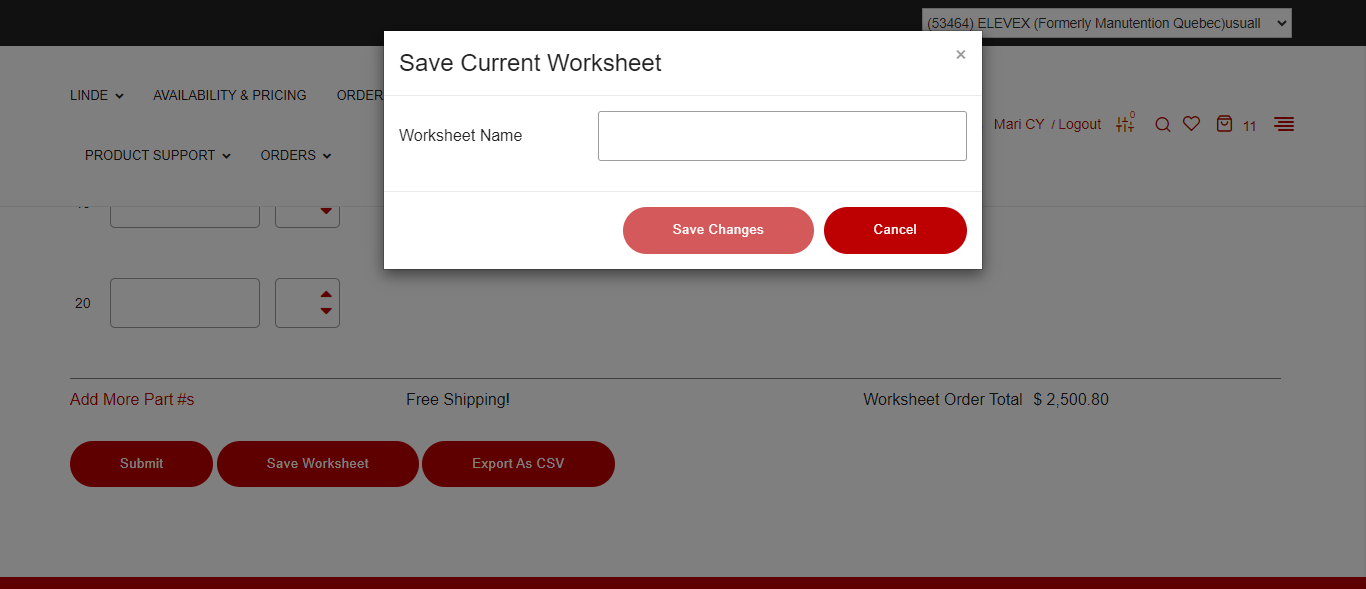 (53464) ELEVEX (Formerly Manutention Quebec)usuall
Save Current Worksheet
×
LINDE
AVAILABILITY & PRICING
ORDER
Mari CY / Logout
0
11
Worksheet Name
PRODUCT SUPPORT
ORDERS
Save Changes
Cancel
20
Add More Part #s
Free Shipping!
Worksheet Order Total $ 2,500.80
Submit
Save Worksheet
Export As CSV